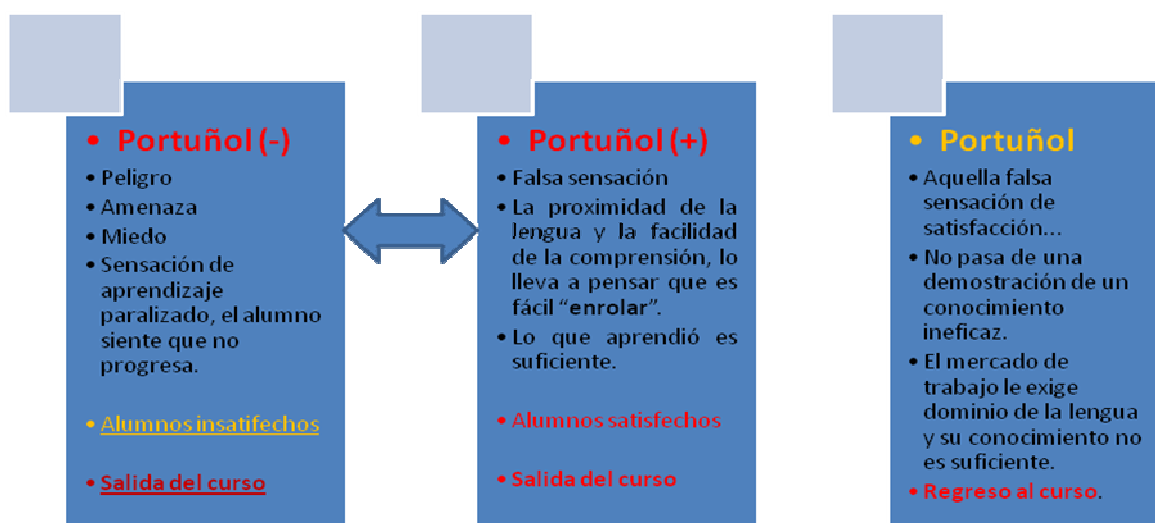 • Portuñol (-)
• Peligro
• Amenaza
• Miedo
• Sensación de
aprendizaje
paralizado, el alumno
siente que no
progresa.
• Alumnos insatifechos
• Salida del curso
• Portuñol (+)
• Falsa sensación
• La proximidad de la
lengua y la facilidad
de la comprensión, lo
lleva a pensar que es
fácil “enrolar”.
• Lo que aprendió es
suficiente.
• Alumnos satisfechos
• Salida del curso
• Portuñol
• Aquella falsa
sensación de
satisfacción...
• No pasa de una
demostración de un
conocimiento
ineficaz.
• El mercado de
trabajo le exige
dominio de la lengua
y su conocimiento no
es suficiente.
• Regreso al curso.